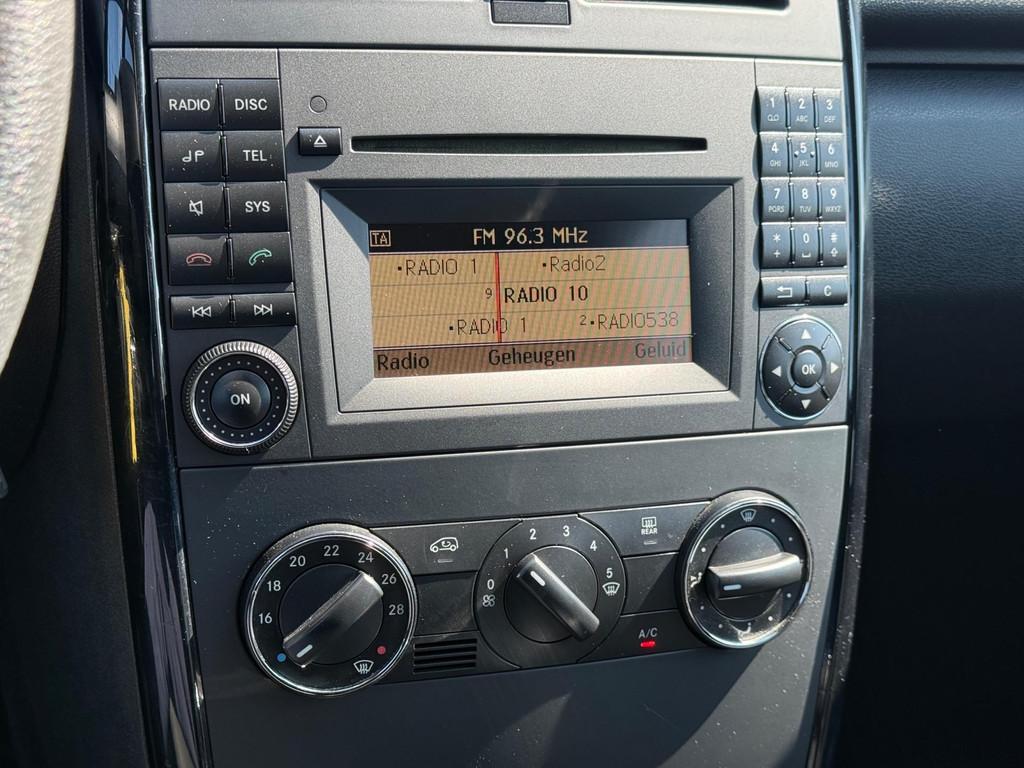 RADIO DISC
TEL
SYS
ON
TA FM 96.3 MHz
•RADIO 1 •Radio2
9 RADIO 10
•RADIO 1 2•RADIO538
Radio Geheugen Geluid
1 2 3
QO ABC DEF
4 5 6
GHI JKL MNO
7 8 9
PQRS TUV WXYZ
* 0 #
+
C
OK
16 18 20 22 24 26 28
0 1 2 3 4 5
REAR
A/C